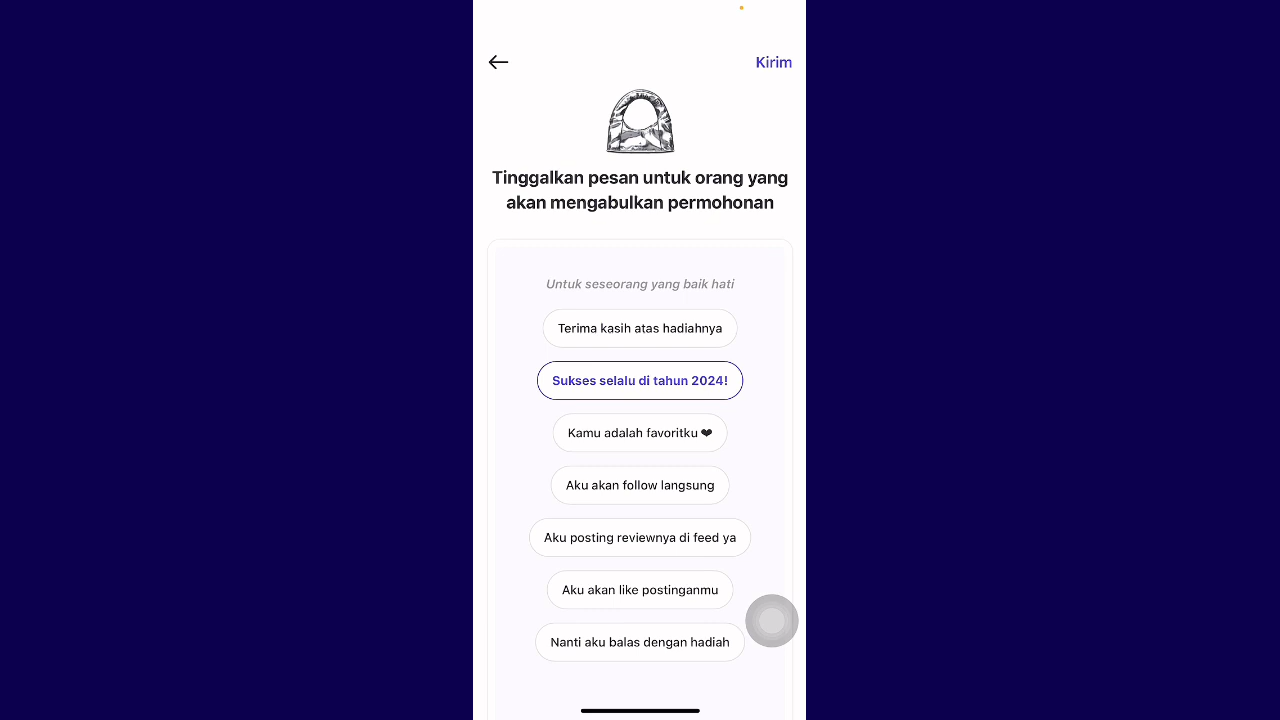 Kirim
Tinggalkan pesan untuk orang yang
akan mengabulkan permohonan
Untuk seseorang yang baik hati
Terima kasih atas hadiahnya
Sukses selalu di tahun 2024!
Kamu adalah favoritku ❤
Aku akan follow langsung
Aku posting reviewnya di feed ya
Aku akan like postinganmu
Nanti aku balas dengan hadiah